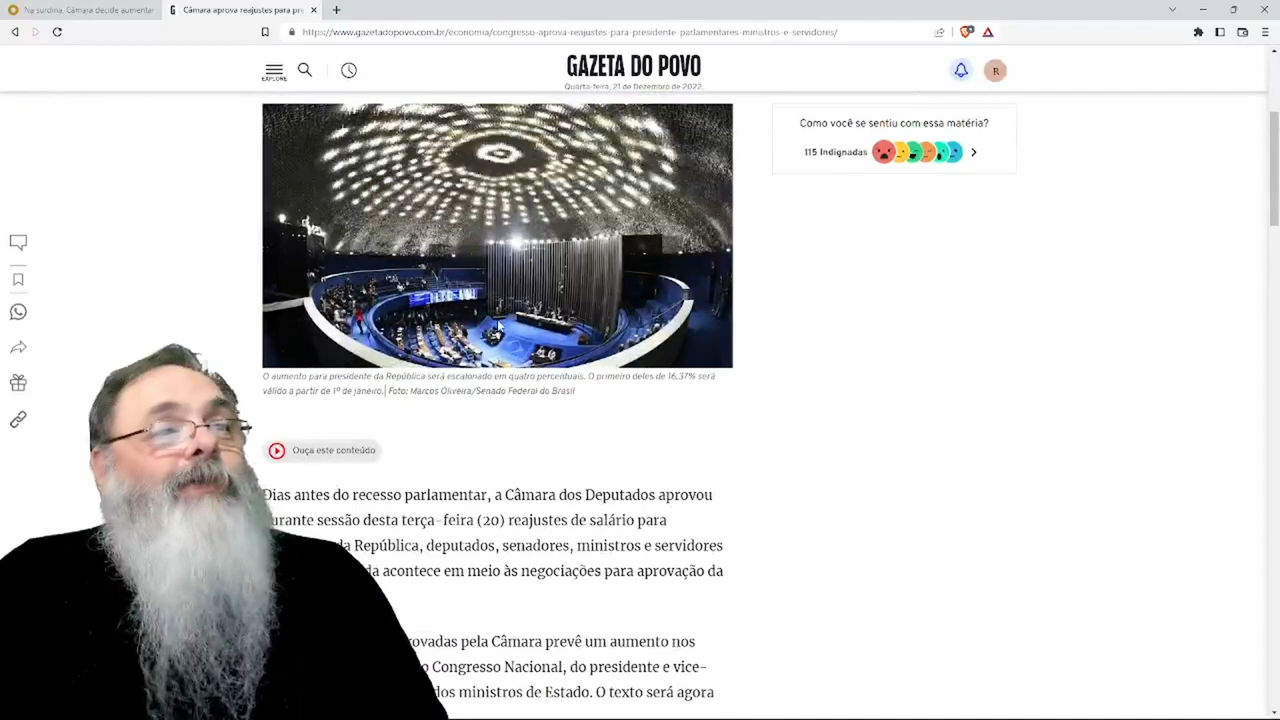 Na surdina, Câmara decide aumentar
Câmara aprova reajustes para pre
https://www.gazetadopovo.com.br/economia/congresso-aprova-reajustes-para-presidente-parlamentares-ministros-e-servidores/
EXPLORE
GAZETA DO POVO
Quarta-feira, 21 de Dezembro de 2022.
R
Como você se sentiu com essa matéria?
115 Indignadas
O aumento para presidente da República será escalonado em quatro percentuais. O primeiro deles de 16,37% será
válido a partir de 1º de janeiro.| Foto: Marcos Oliveira/Senado Federal do Brasil
Ouça este conteúdo
Dias antes do recesso parlamentar, a Câmara dos Deputados aprovou
urante sessão desta terça-feira (20) reajustes de salário para
da República, deputados, senadores, ministros e servidores
da acontece em meio às negociações para aprovação da
rovadas pela Câmara prevê um aumento nos
o Congresso Nacional, do presidente e vice-
dos ministros de Estado. O texto será agora